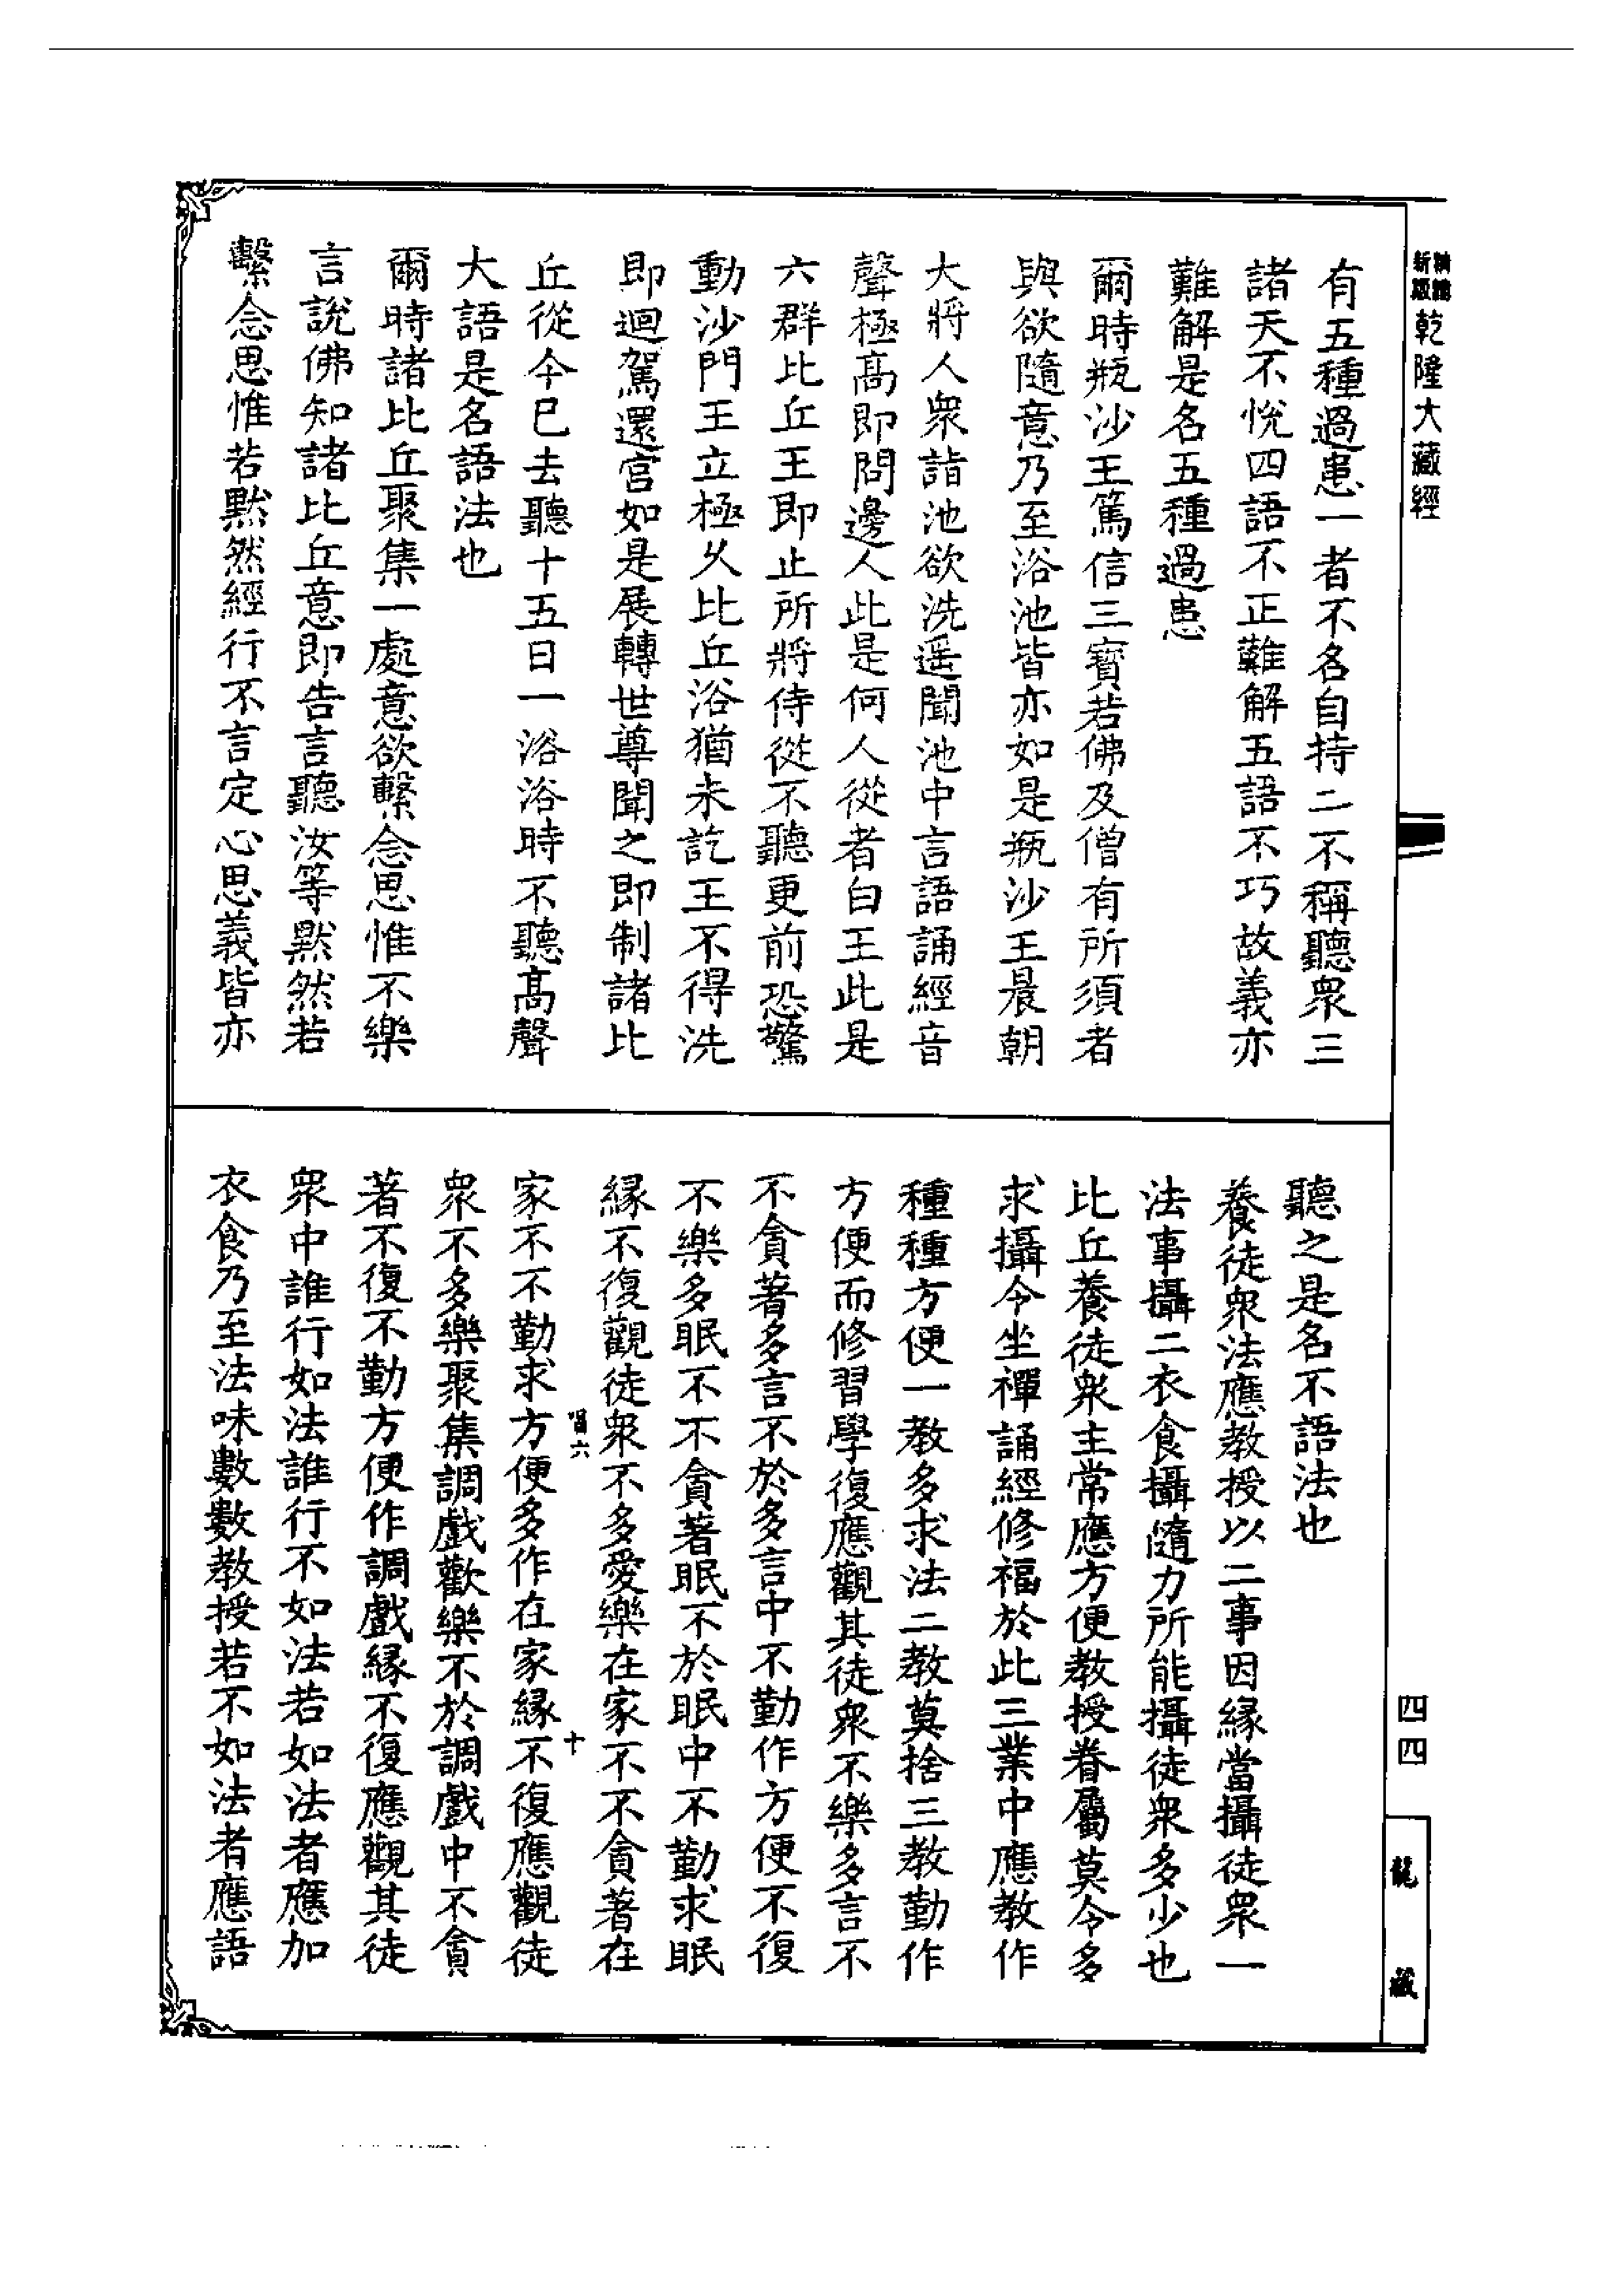 新版精縮乾隆大藏經
有五種過患一者不名自持二不稱聽眾三
諸天不悅四語不正難解五語不巧故義亦
難解是名五種過患
爾時瓶沙王篤信三寶若佛及僧有所須者
與欲隨意乃至浴池皆亦如是瓶沙王晨朝
大將人眾詣池欲洗遥聞池中言語誦經音
聲極高即問邊人此是何人從者白王此是
六群比丘王即止所將侍從不聽更前恐驚
動沙門王立極久比丘浴猶未訖王不得洗
即迴駕還宮如是展轉世尊聞之即制諸比
丘從今已去聽十五日一浴浴時不聽高聲
大語是名語法也
爾時諸比丘聚集一處意欲繫念思惟不樂
言說佛知諸比丘意即告言聽汝等默然若
繫念思惟若默然經行不言定心思義皆亦
聽之是名不語法也
養徒眾法應教授以二事因緣當攝徒眾一
法事攝二衣食攝隨力所能攝徒眾多少也
比丘養徒眾主常應方便教授眷屬莫令多
求攝令坐禪誦經修福於此三業中應教作
種種方便一教多求法二教莫捨三教勤作
方便而修習學復應觀其徒眾不樂多言不
不貪著多言不於多言中不勤作方便不復
不樂多眠不不貪著眠不於眠中不勤求眠
緣不復觀徒眾不多愛樂在家不不貪著在
家不不勤求方便多作在家緣不復應觀徒
眾不多樂聚集調戲歡樂不於調戲中不貪
著不復不勤方便作調戲緣不復應觀其徒
眾中誰行如法誰行不如法若如法者應加
衣食乃至法味數數教授若不如法者應語
六
十
四四
龍藏